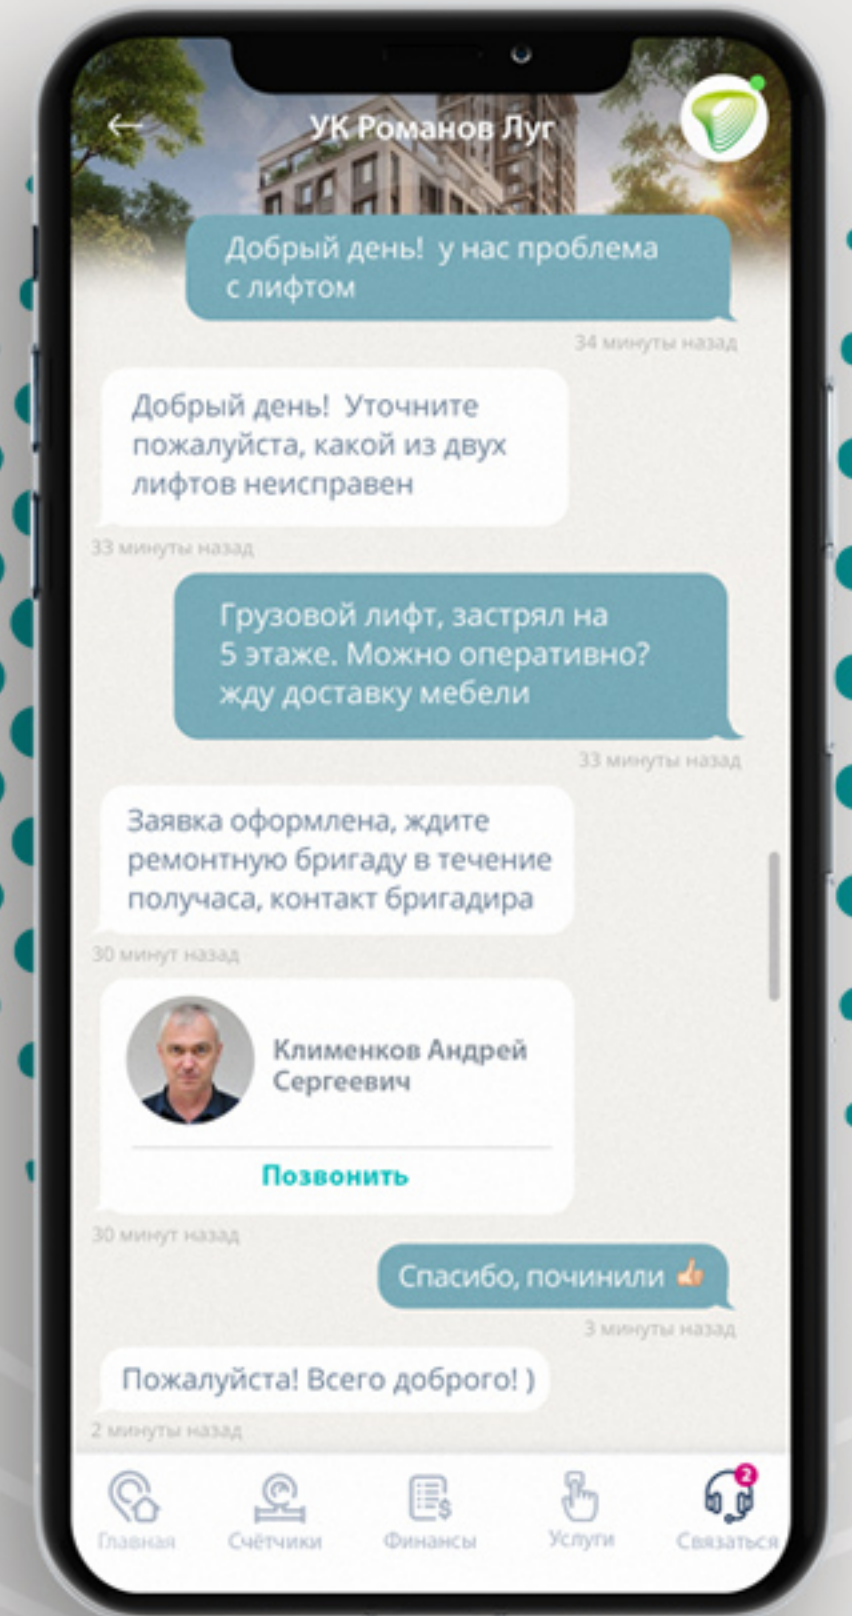 УК Романов Луг
Добрый день! у нас проблема
с лифтом
34 минуты назад
Добрый день! Уточните
пожалуйста, какой из двух
лифтов неисправен
33 минуты назад
Грузовой лифт, застрял на
5 этаже. Можно оперативно?
жду доставку мебели
33 минуты назад
Заявка оформлена, ждите
ремонтную бригаду в течение
получаса, контакт бригадира
30 минут назад
Клименков Андрей
Сергеевич
Позвонить
30 минут назад
Спасибо, починили 👍
3 минуты назад
Пожалуйста! Всего доброго! )
2 минуты назад
2
Главная Счётчики Финансы Услуги Связаться